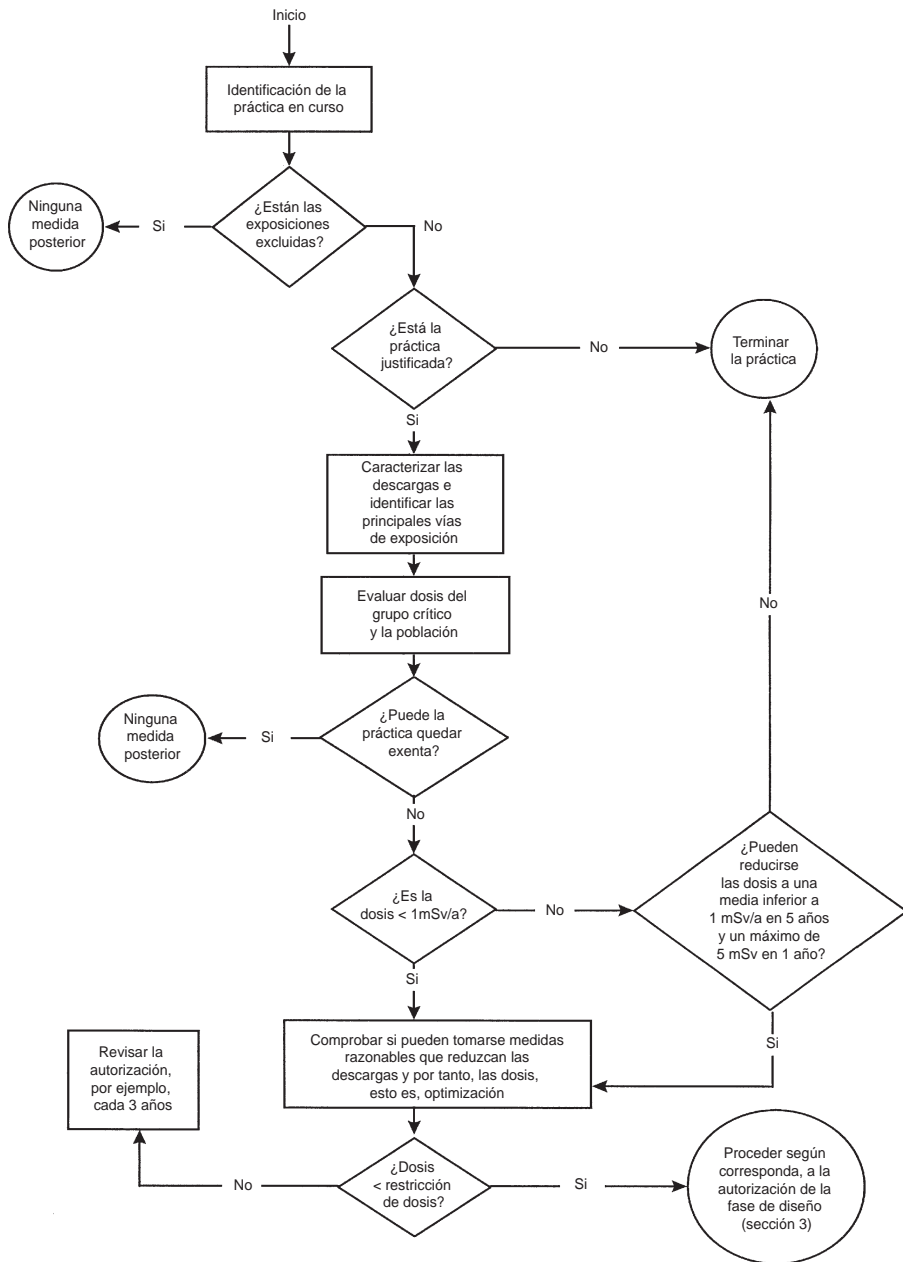 Inicio
Identificación de la
práctica en curso
¿Están las
exposiciones
excluidas?
Si
Ninguna
medida
posterior
No
¿Está la
práctica
justificada?
No
Terminar
la práctica
Si
Caracterizar las
descargas e
identificar las
principales vías
de exposición
Evaluar dosis del
grupo crítico
y la población
No
¿Puede la
práctica quedar
exenta?
Si
Ninguna
medida
posterior
No
¿Es la
dosis < 1mSv/a?
No
¿Pueden
reducirse
las dosis a una
media inferior a
1 mSv/a en 5 años
y un máximo de
5 mSv en 1 año?
Si
Si
Comprobar si pueden tomarse medidas
razonables que reduzcan las
descargas y por tanto, las dosis,
esto es, optimización
Revisar la
autorización,
por ejemplo,
cada 3 años
No
¿Dosis
< restricción
de dosis?
Si
Proceder según
corresponda, a la
autorización de la
fase de diseño
(sección 3)